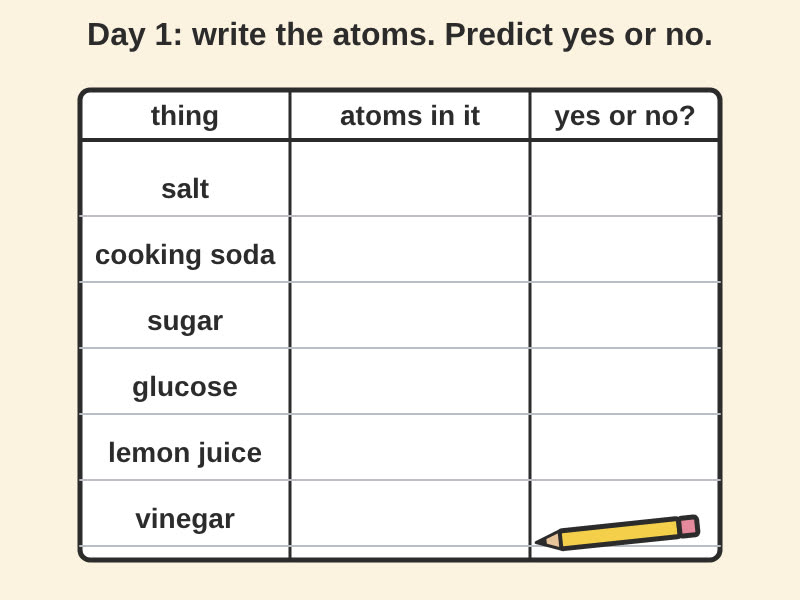 Day 1: write the atoms. Predict yes or no.
thing atoms in it yes or no?
salt
cooking soda
sugar
glucose
lemon juice
vinegar